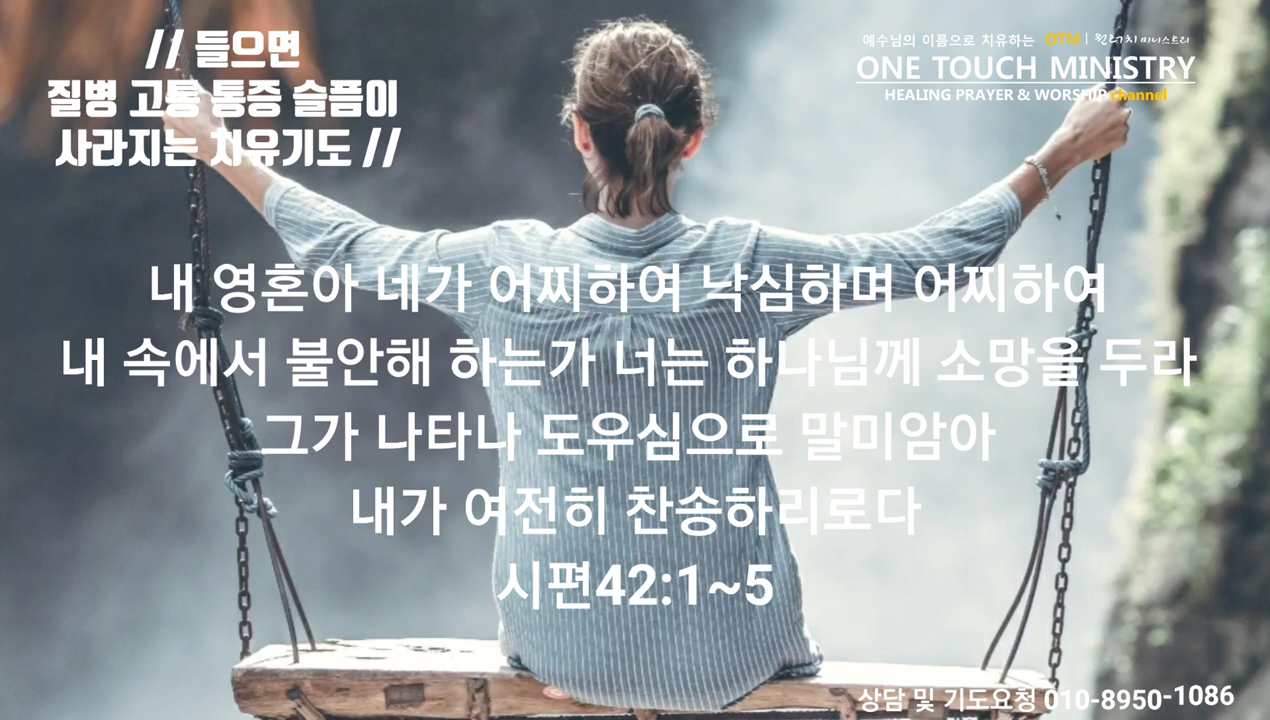 // 들으면
질병 고통 통증 슬픔이
사라지는 치유기도 //
예수님의 이름으로 치유하는 OTM | 원터치 미니스트리
ONE TOUCH MINISTRY
HEALING PRAYER & WORSHIP channel
내 영혼아 네가 어찌하여 낙심하며 어찌하여
내 속에서 불안해 하는가 너는 하나님께 소망을 두라
그가 나타나 도우심으로 말미암아
내가 여전히 찬송하리로다
시편42:1~5
상담 및 기도요청 010-8950-1086